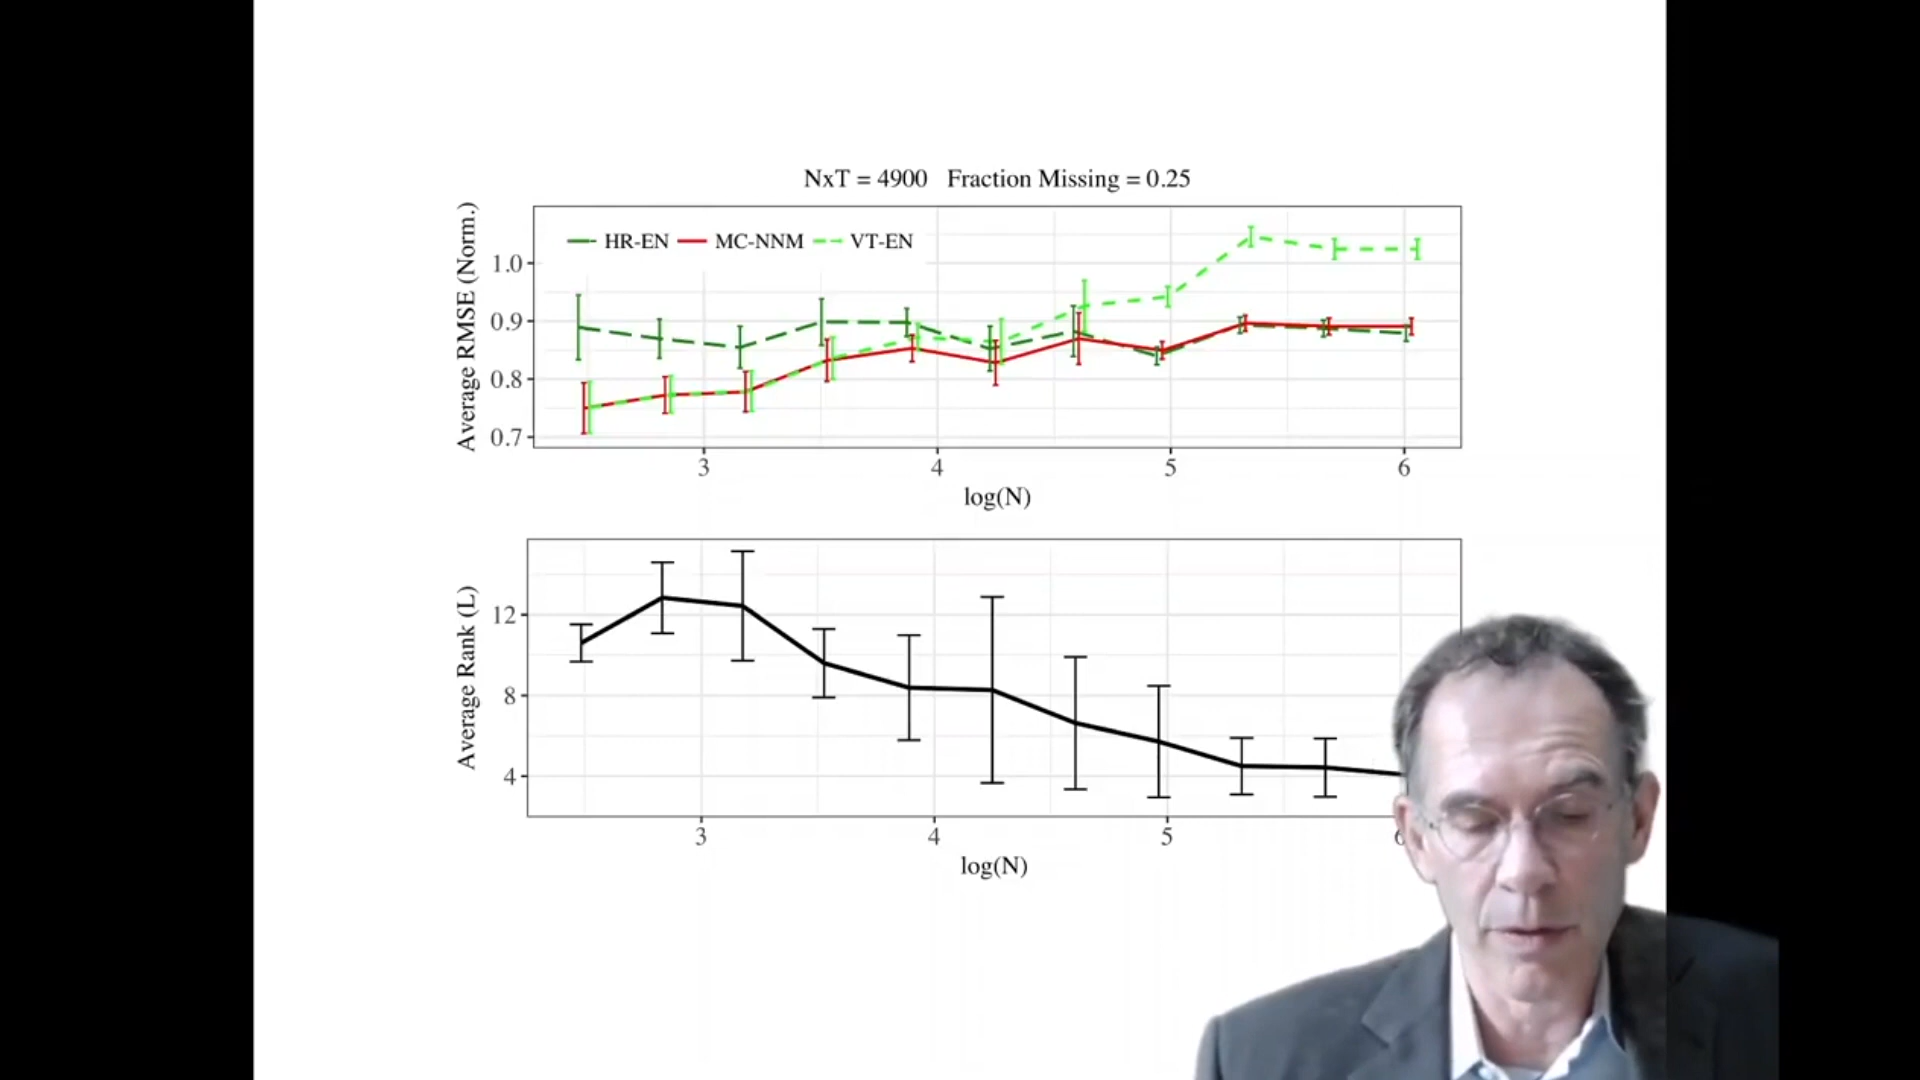 NxT = 4900   Fraction Missing = 0.25
Average RMSE (Norm.)
HR-EN MC-NNM VT-EN
1.0
0.9
0.8
0.7
3 4 5 6
log(N)
Average Rank (L)
12
8
4
3 4 5
log(N)